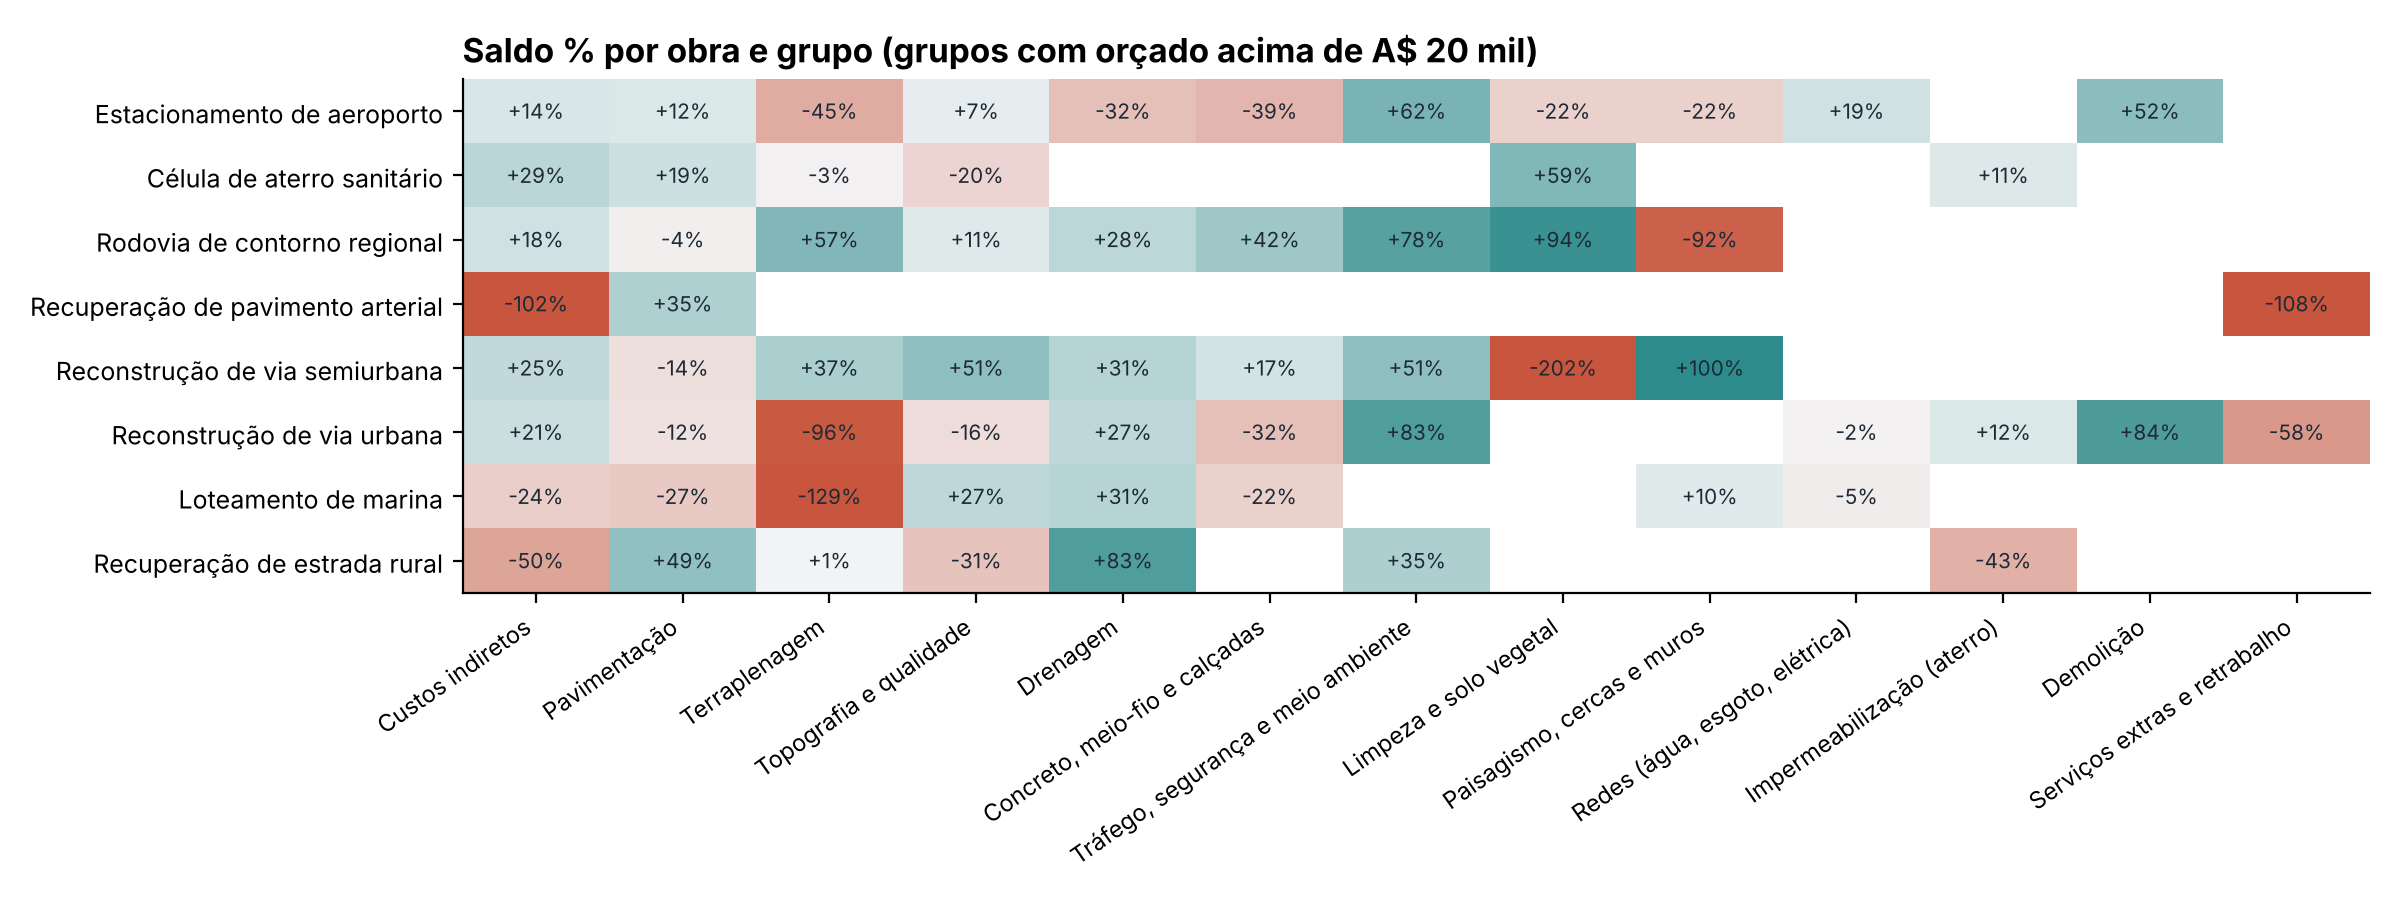 Saldo % por obra e grupo (grupos com orçado acima de A$ 20 mil)
Estacionamento de aeroporto +14% +12% -45% +7% -32% -39% +62% -22% -22% +19% +52%
Célula de aterro sanitário +29% +19% -3% -20% +59% +11%
Rodovia de contorno regional +18% -4% +57% +11% +28% +42% +78% +94% -92%
Recuperação de pavimento arterial -102% +35% -108%
Reconstrução de via semiurbana +25% -14% +37% +51% +31% +17% +51% -202% +100%
Reconstrução de via urbana +21% -12% -96% -16% +27% -32% +83% -2% +12% +84% -58%
Loteamento de marina -24% -27% -129% +27% +31% -22% +10% -5%
Recuperação de estrada rural -50% +49% +1% -31% +83% +35% -43%
Custos indiretos
Pavimentação
Terraplenagem
Topografia e qualidade
Drenagem
Concreto, meio-fio e calçadas
Tráfego, segurança e meio ambiente
Limpeza e solo vegetal
Paisagismo, cercas e muros
Redes (água, esgoto, elétrica)
Impermeabilização (aterro)
Demolição
Serviços extras e retrabalho